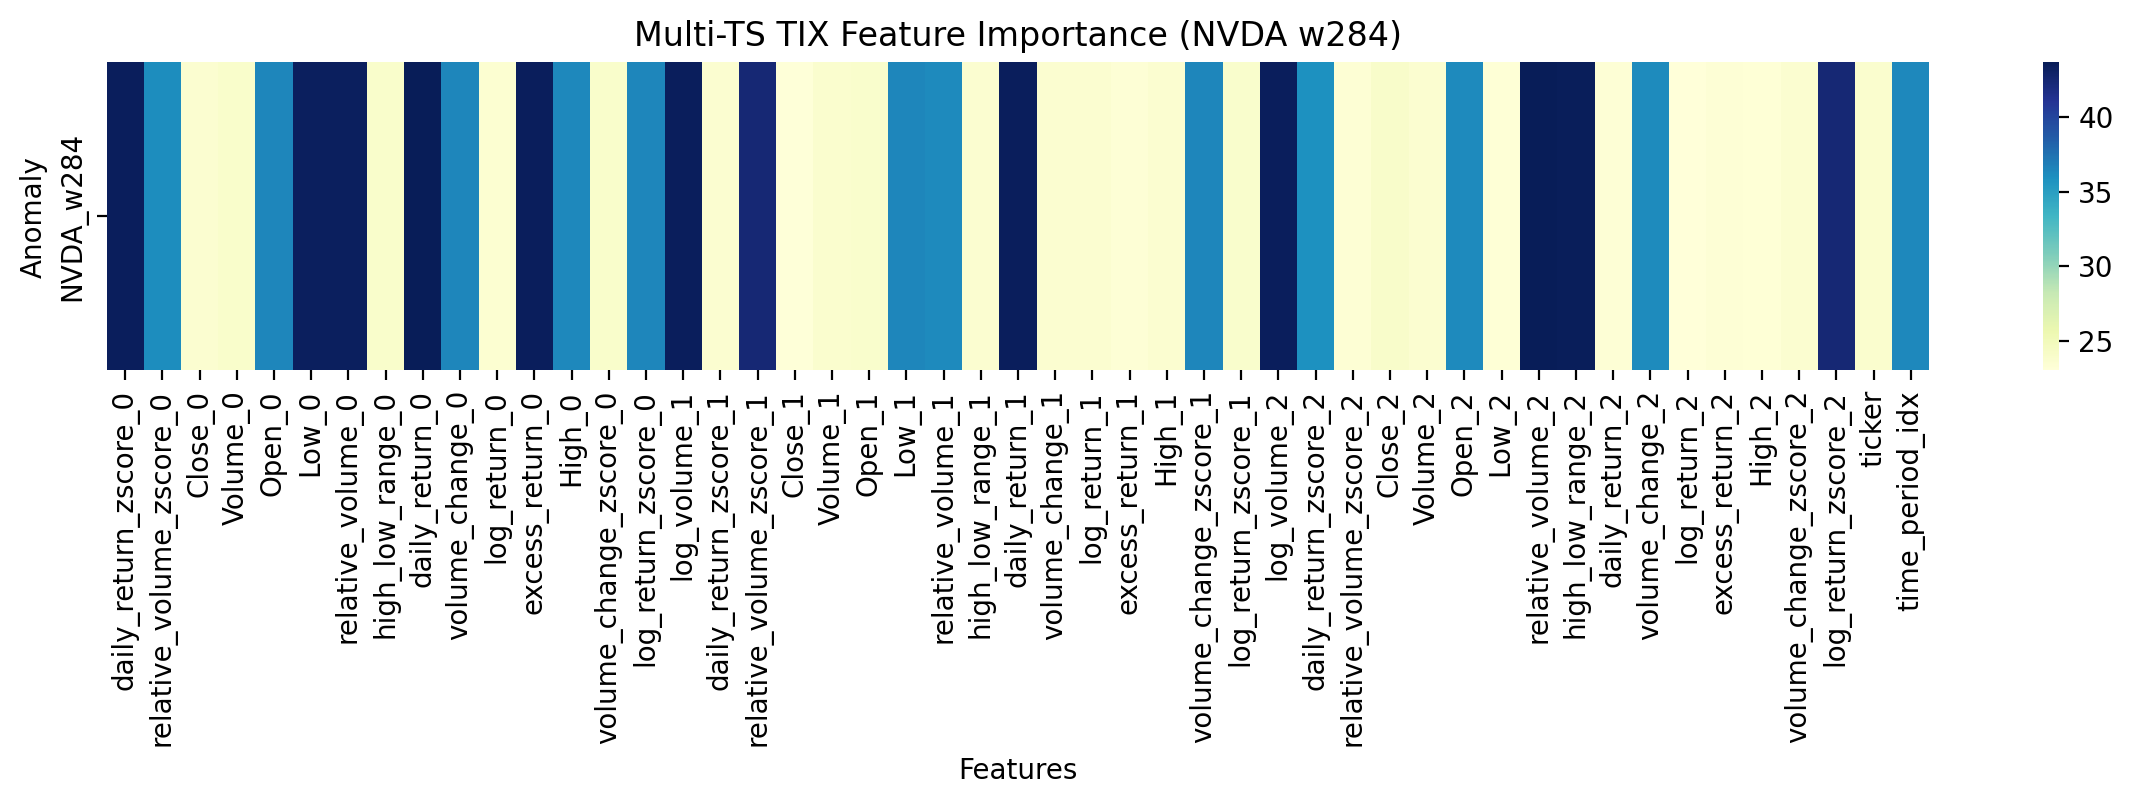 Multi-TS TIX Feature Importance (NVDA w284)
Anomaly
NVDA_w284
daily_return_zscore_0
relative_volume_zscore_0
Close_0
Volume_0
Open_0
Low_0
relative_volume_0
high_low_range_0
daily_return_0
volume_change_0
log_return_0
excess_return_0
High_0
volume_change_zscore_0
log_return_zscore_0
log_volume_1
daily_return_zscore_1
relative_volume_zscore_1
Close_1
Volume_1
Open_1
Low_1
relative_volume_1
high_low_range_1
daily_return_1
volume_change_1
log_return_1
excess_return_1
High_1
volume_change_zscore_1
log_return_zscore_1
log_volume_2
daily_return_zscore_2
relative_volume_zscore_2
Close_2
Volume_2
Open_2
Low_2
relative_volume_2
high_low_range_2
daily_return_2
volume_change_2
log_return_2
excess_return_2
High_2
volume_change_zscore_2
log_return_zscore_2
ticker
time_period_idx
Features
40
35
30
25